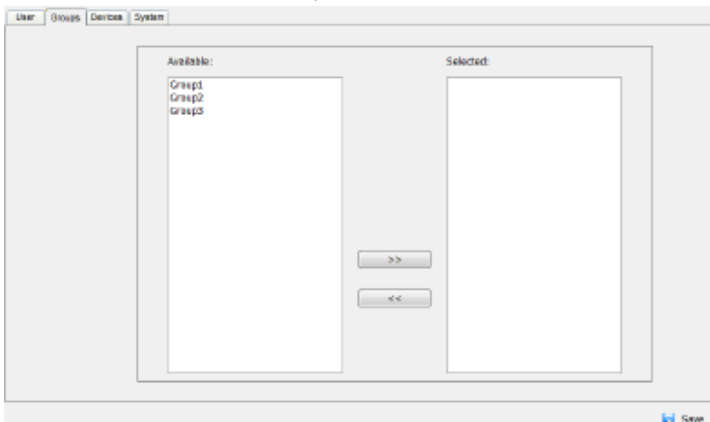 User Groups Devices System
Available: Selected:
Group1
Group2
Group3
>>
<<
Save